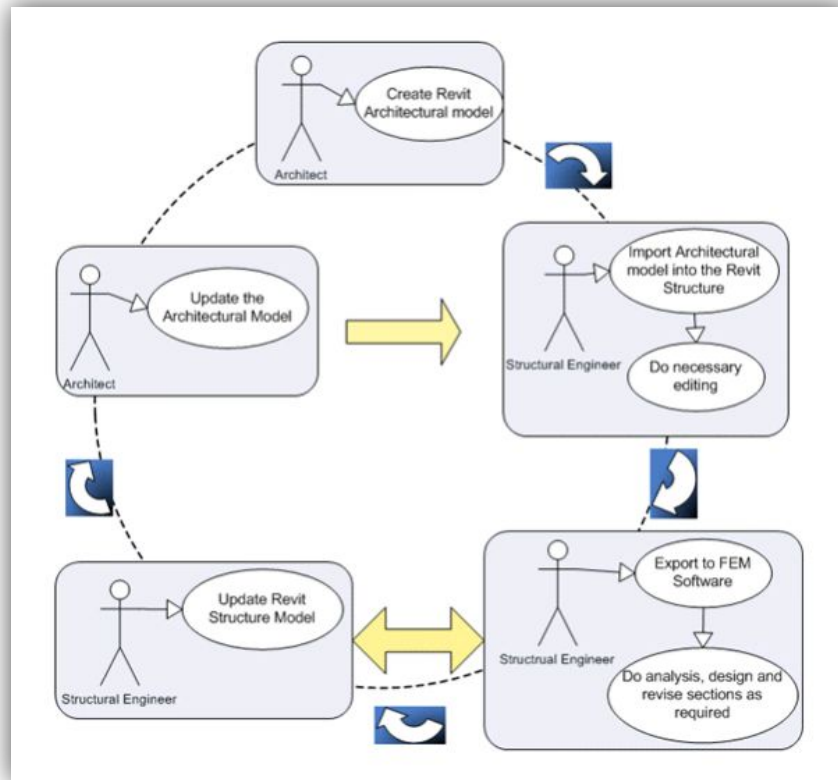 Create Revit
Architectural model
Architect
Import Architectural
model into the Revit
Structure
Structural Engineer
Do necessary
editing
Update the
Architectural Model
Architect
Export to FEM
Software
Structrual Engineer
Do analysis, design and
revise sections as
required
Update Revit
Structure Model
Structural Engineer